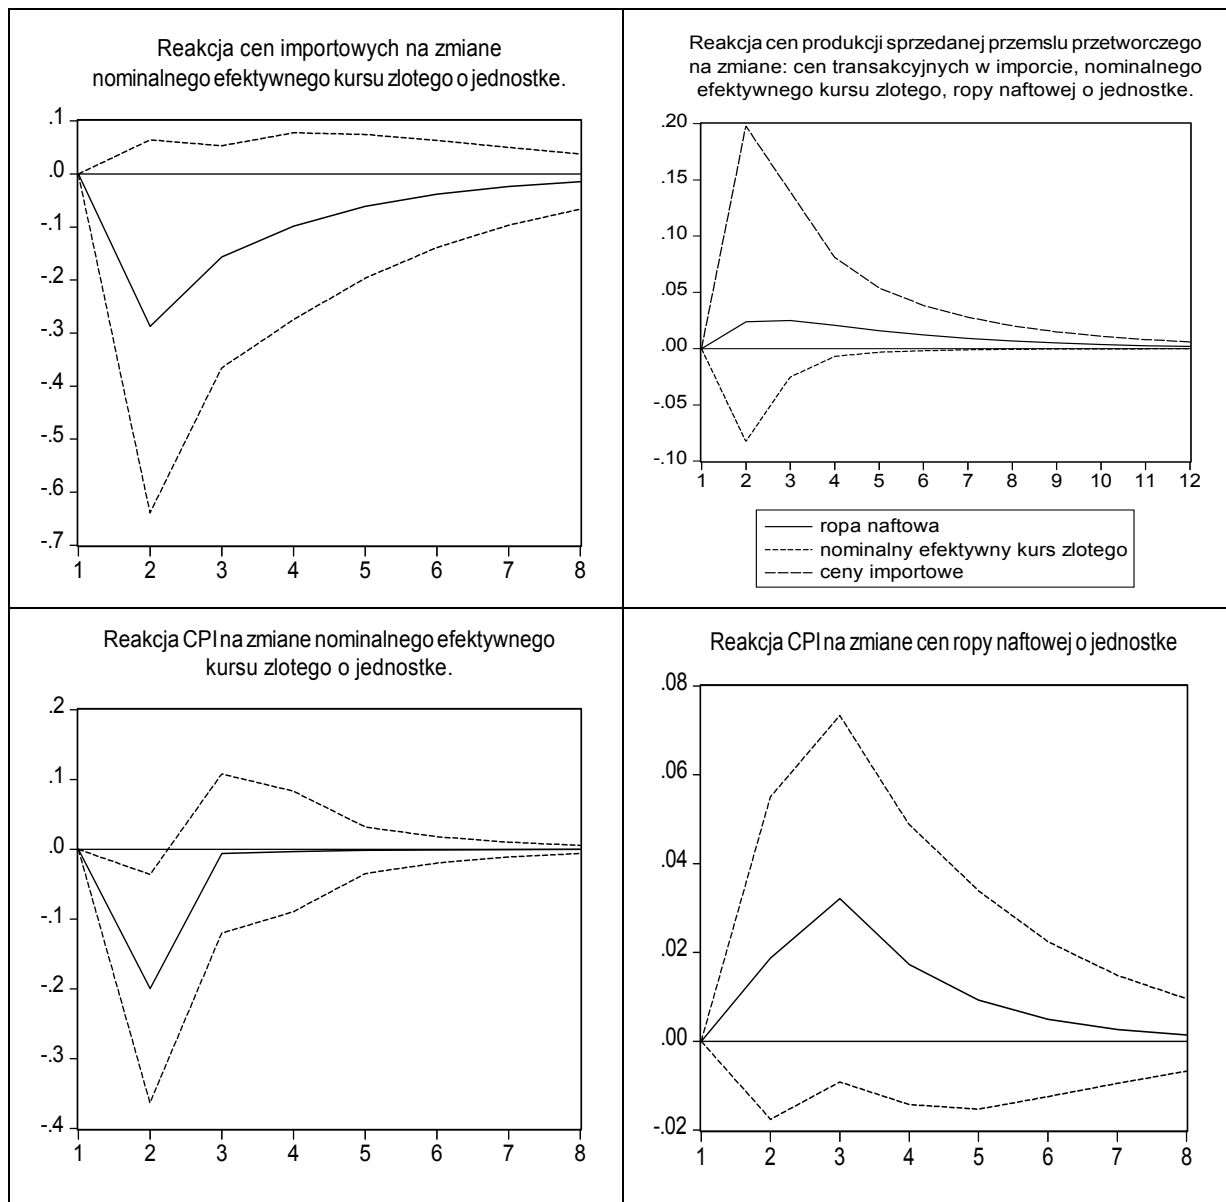 Reakcja cen importowych na zmiane
nominalnego efektywnego kursu zlotego o jednostke.
.1
.0
-.1
-.2
-.3
-.4
-.5
-.6
-.7
1 2 3 4 5 6 7 8
Reakcja cen produkcji sprzedanej przemslu przetworczego
na zmiane: cen transakcyjnych w imporcie, nominalnego
efektywnego kursu zlotego, ropy naftowej o jednostke.
.20
.15
.10
.05
.00
-.05
-.10
1 2 3 4 5 6 7 8 9 10 11 12
ropa naftowa
nominalny efektywny kurs zlotego
ceny importowe
Reakcja CPI na zmiane nominalnego efektywnego
kursu zlotego o jednostke.
.2
.1
.0
-.1
-.2
-.3
-.4
1 2 3 4 5 6 7 8
Reakcja CPI na zmiane cen ropy naftowej o jednostke
.08
.06
.04
.02
.00
-.02
1 2 3 4 5 6 7 8